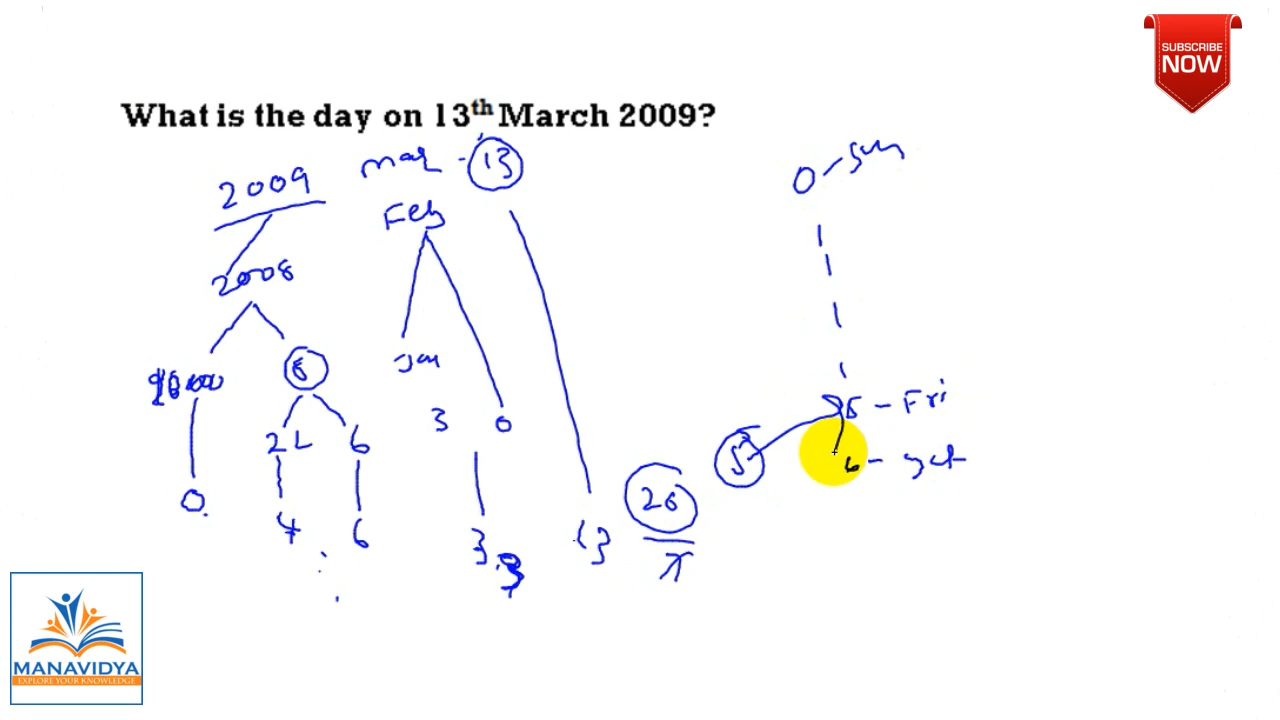 SUBSCRIBE
NOW
What is the day on 13th March 2009?
2009
mar - 13
0 - Sun
Feb
2008
8
Jan
2L 6
3 0
5 - Fri
5
6 - Sat
0
4 6
3
13
26
7
MANAVIDYA
EXPLORE YOUR KNOWLEDGE